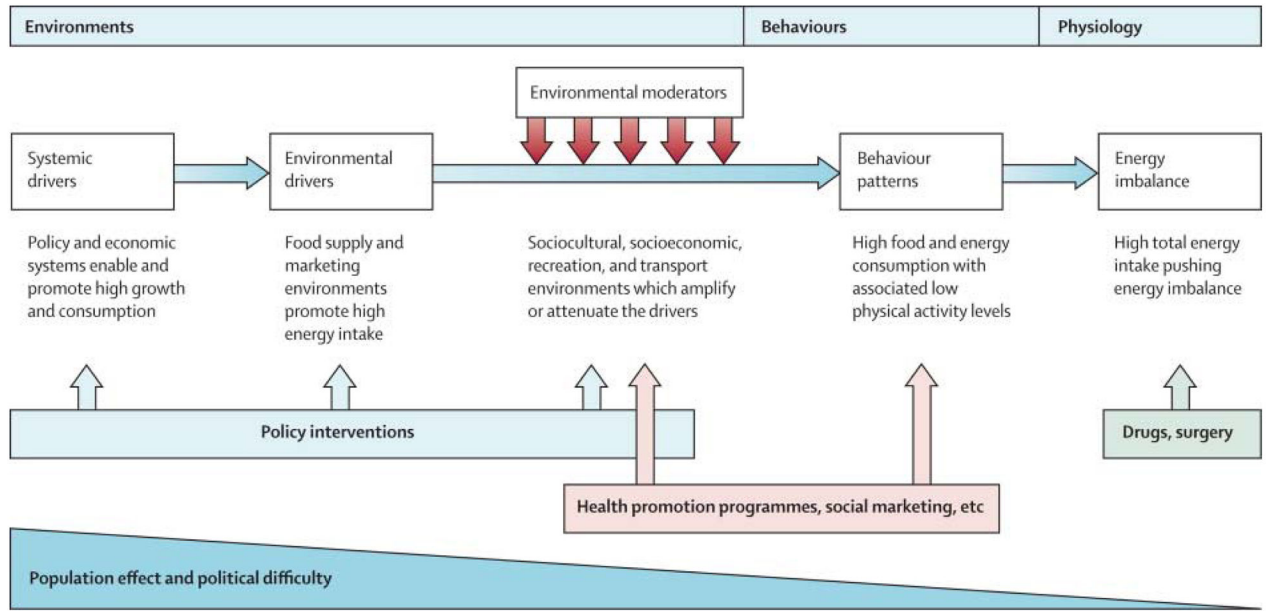 Environments
Behaviours
Physiology
Environmental moderators
Systemic
drivers
Environmental
drivers
Behaviour
patterns
Energy
imbalance
Policy and economic
systems enable and
promote high growth
and consumption
Food supply and
marketing
environments
promote high
energy intake
Sociocultural, socioeconomic,
recreation, and transport
environments which amplify
or attenuate the drivers
High food and energy
consumption with
associated low
physical activity levels
High total energy
intake pushing
energy imbalance
Policy interventions
Drugs, surgery
Health promotion programmes, social marketing, etc
Population effect and political difficulty